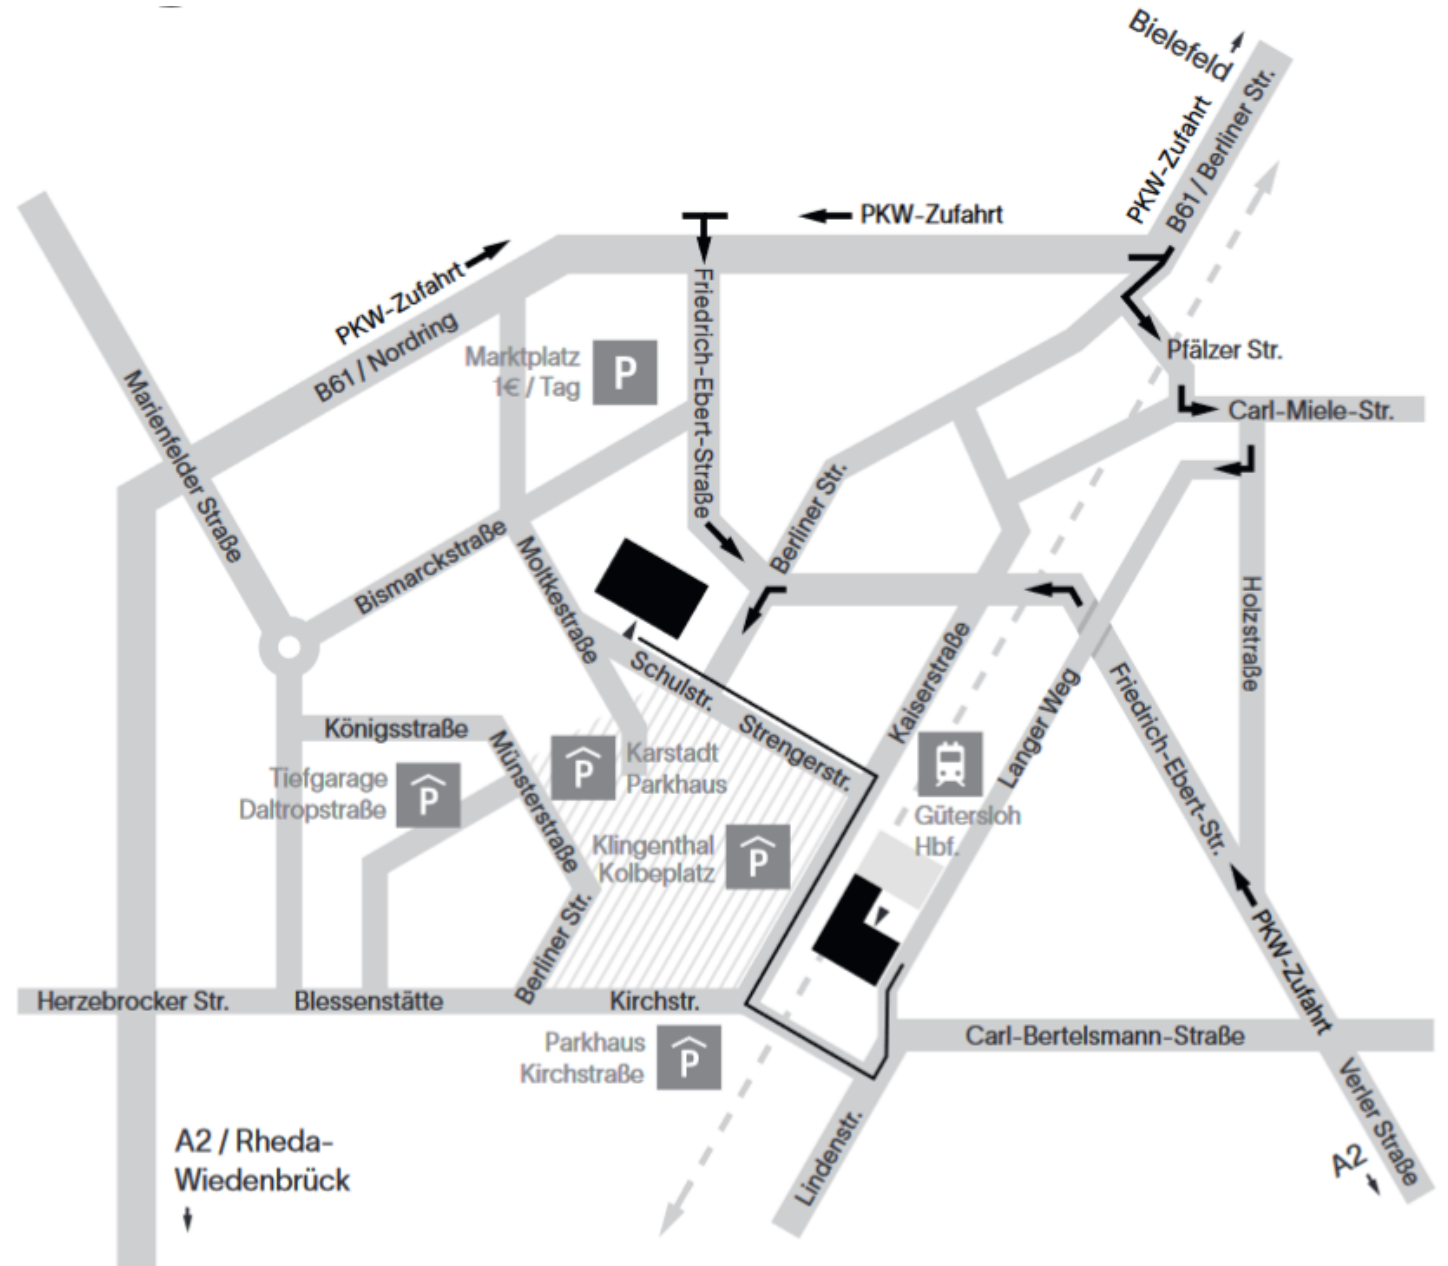 Bielefeld
PKW-Zufahrt
B61 / Berliner Str.
PKW-Zufahrt
PKW-Zufahrt
B61 / Nordring
Friedrich-Ebert-Straße
Marktplatz
1€ / Tag
P
Pfälzer Str.
Carl-Miele-Str.
Marienfelder Straße
Berliner Str.
Bismarckstraße
Moltkestraße
Holzstraße
Schulstr.
Strengerstr.
Kaiserstraße
Langer Weg
Friedrich-Ebert-Str.
Königsstraße
Münsterstraße
Tiefgarage
Daltropstraße
P
P
Karstadt
Parkhaus
Gütersloh
Hbf.
Klingenthal
Kolbeplatz
P
Berliner Str.
PKW-Zufahrt
Herzebrocker Str.
Blessenstätte
Kirchstr.
Carl-Bertelsmann-Straße
Parkhaus
Kirchstraße
P
Verler Straße
A2
Lindenstr.
A2 / Rheda-
Wiedenbrück